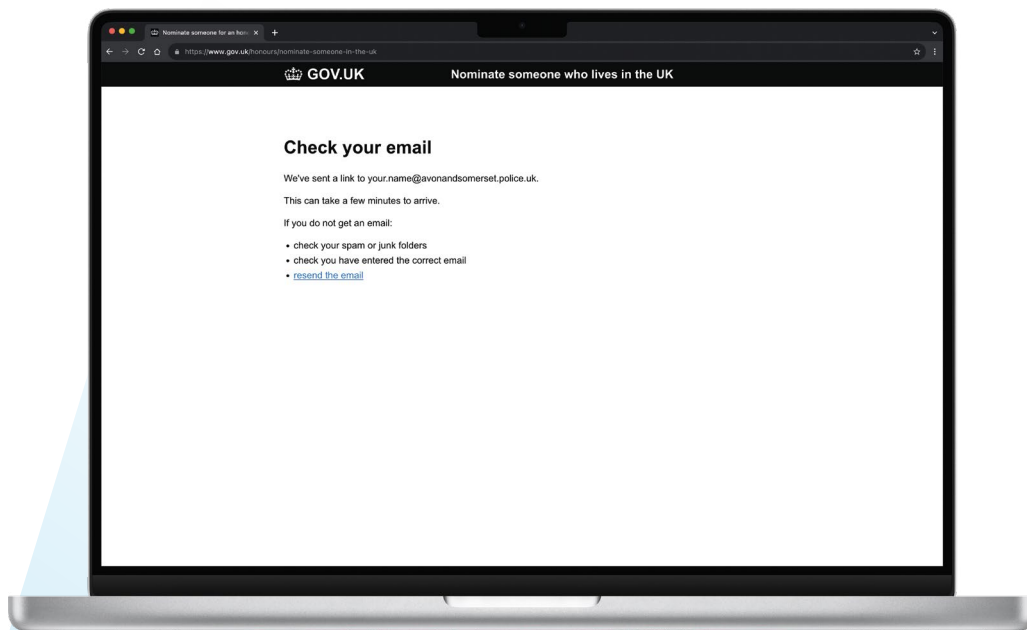 Nominate someone for an hono
https://www.gov.uk/honours/nominate-someone-in-the-uk
GOV.UK
Nominate someone who lives in the UK
Check your email
We've sent a link to your.name@avonandsomerset.police.uk.
This can take a few minutes to arrive.
If you do not get an email:
• check your spam or junk folders
• check you have entered the correct email
• resend the email